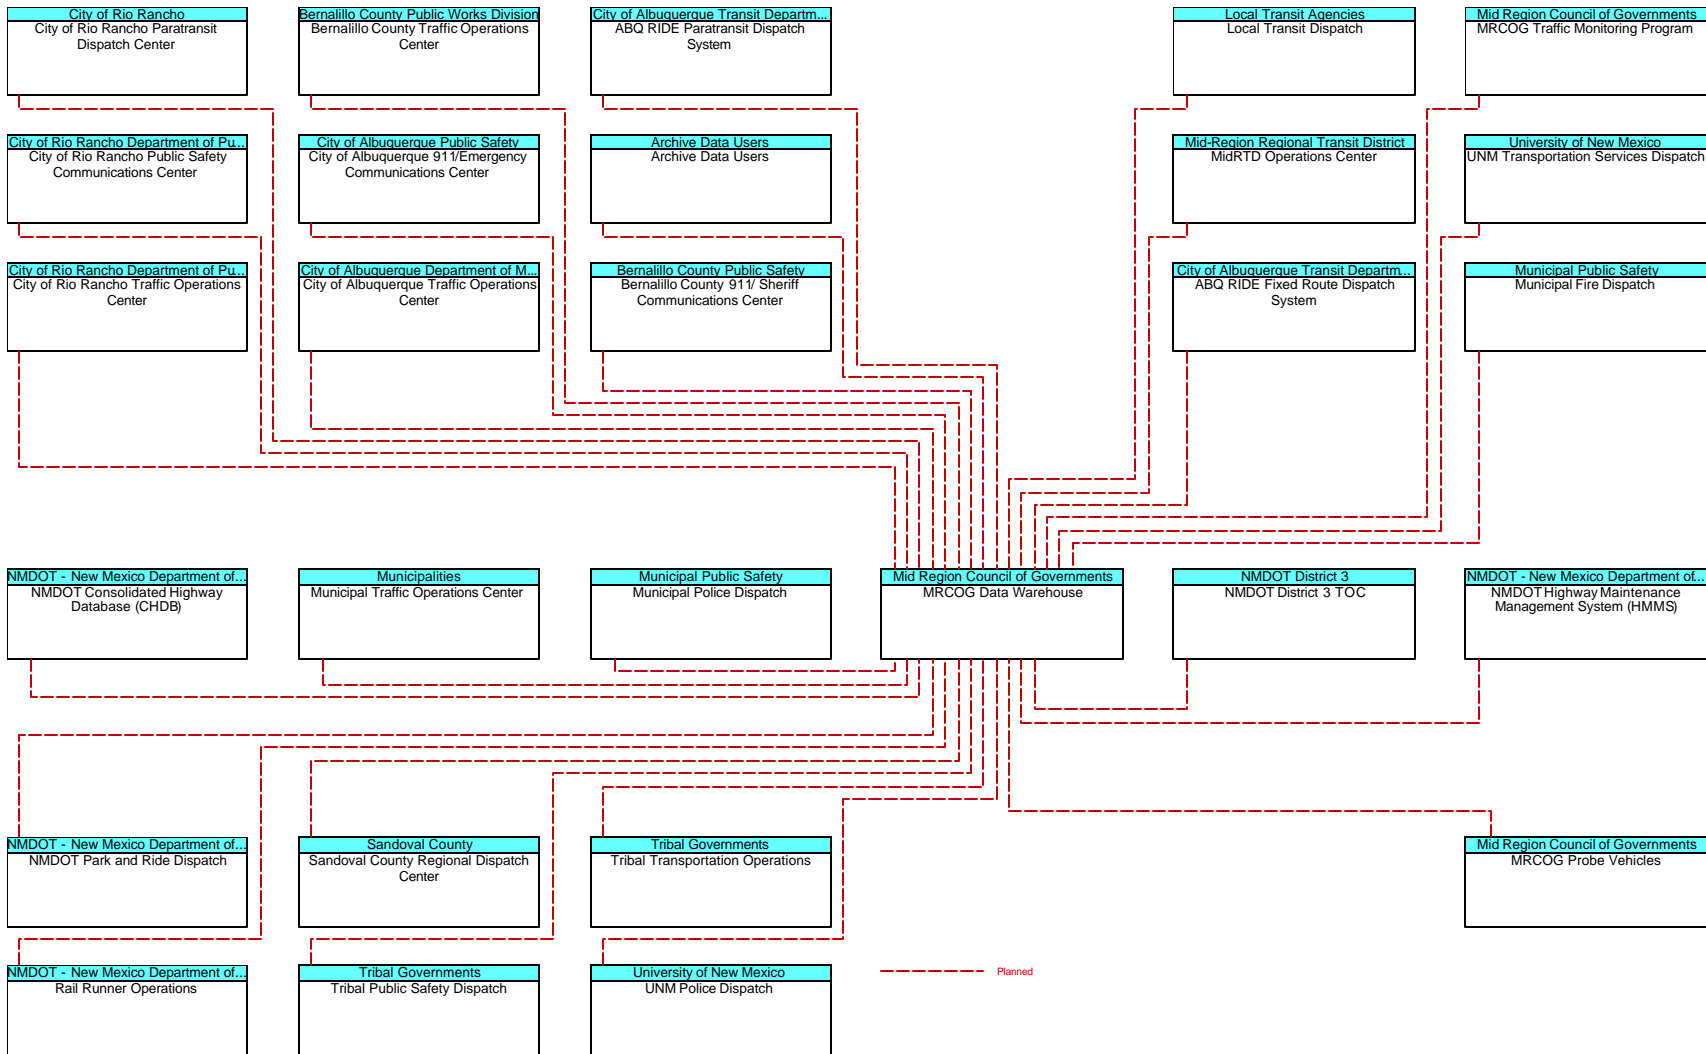 City of Rio Rancho
City of Rio Rancho Paratransit
Dispatch Center
Bernalillo County Public Works Division
Bernalillo County Traffic Operations
Center
City of Albuquerque Transit Departm...
ABQ RIDE Paratransit Dispatch
System
Local Transit Agencies
Local Transit Dispatch
Mid Region Council of Governments
MRCOG Traffic Monitoring Program
City of Rio Rancho Department of Pu...
City of Rio Rancho Public Safety
Communications Center
City of Albuquerque Public Safety
City of Albuquerque 911/Emergency
Communications Center
Archive Data Users
Archive Data Users
Mid-Region Regional Transit District
MidRTD Operations Center
University of New Mexico
UNM Transportation Services Dispatch
City of Rio Rancho Department of Pu...
City of Rio Rancho Traffic Operations
Center
City of Albuquerque Department of M...
City of Albuquerque Traffic Operations
Center
Bernalillo County Public Safety
Bernalillo County 911/ Sheriff
Communications Center
City of Albuquerque Transit Departm...
ABQ RIDE Fixed Route Dispatch
System
Municipal Public Safety
Municipal Fire Dispatch
NMDOT - New Mexico Department of...
NMDOT Consolidated Highway
Database (CHDB)
Municipalities
Municipal Traffic Operations Center
Municipal Public Safety
Municipal Police Dispatch
Mid Region Council of Governments
MRCOG Data Warehouse
NMDOT District 3
NMDOT District 3 TOC
NMDOT - New Mexico Department of...
NMDOT Highway Maintenance
Management System (HMMS)
NMDOT - New Mexico Department of...
NMDOT Park and Ride Dispatch
Sandoval County
Sandoval County Regional Dispatch
Center
Tribal Governments
Tribal Transportation Operations
Mid Region Council of Governments
MRCOG Probe Vehicles
NMDOT - New Mexico Department of...
Rail Runner Operations
Tribal Governments
Tribal Public Safety Dispatch
University of New Mexico
UNM Police Dispatch
Planned